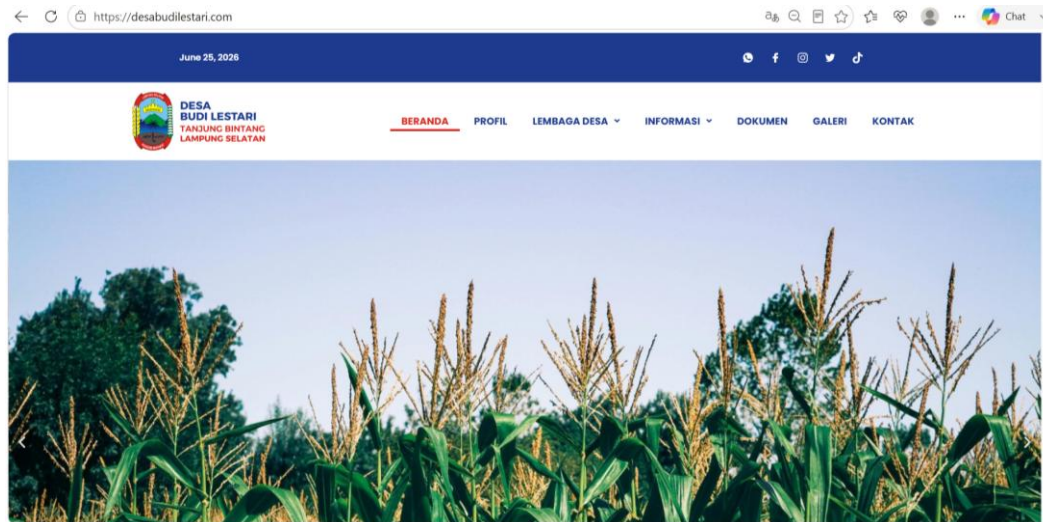 https://desabudilestari.com
Chat
June 25, 2026
DESA
BUDI LESTARI
TANJUNG BINTANG
LAMPUNG SELATAN
BERANDA PROFIL LEMBAGA DESA INFORMASI DOKUMEN GALERI KONTAK